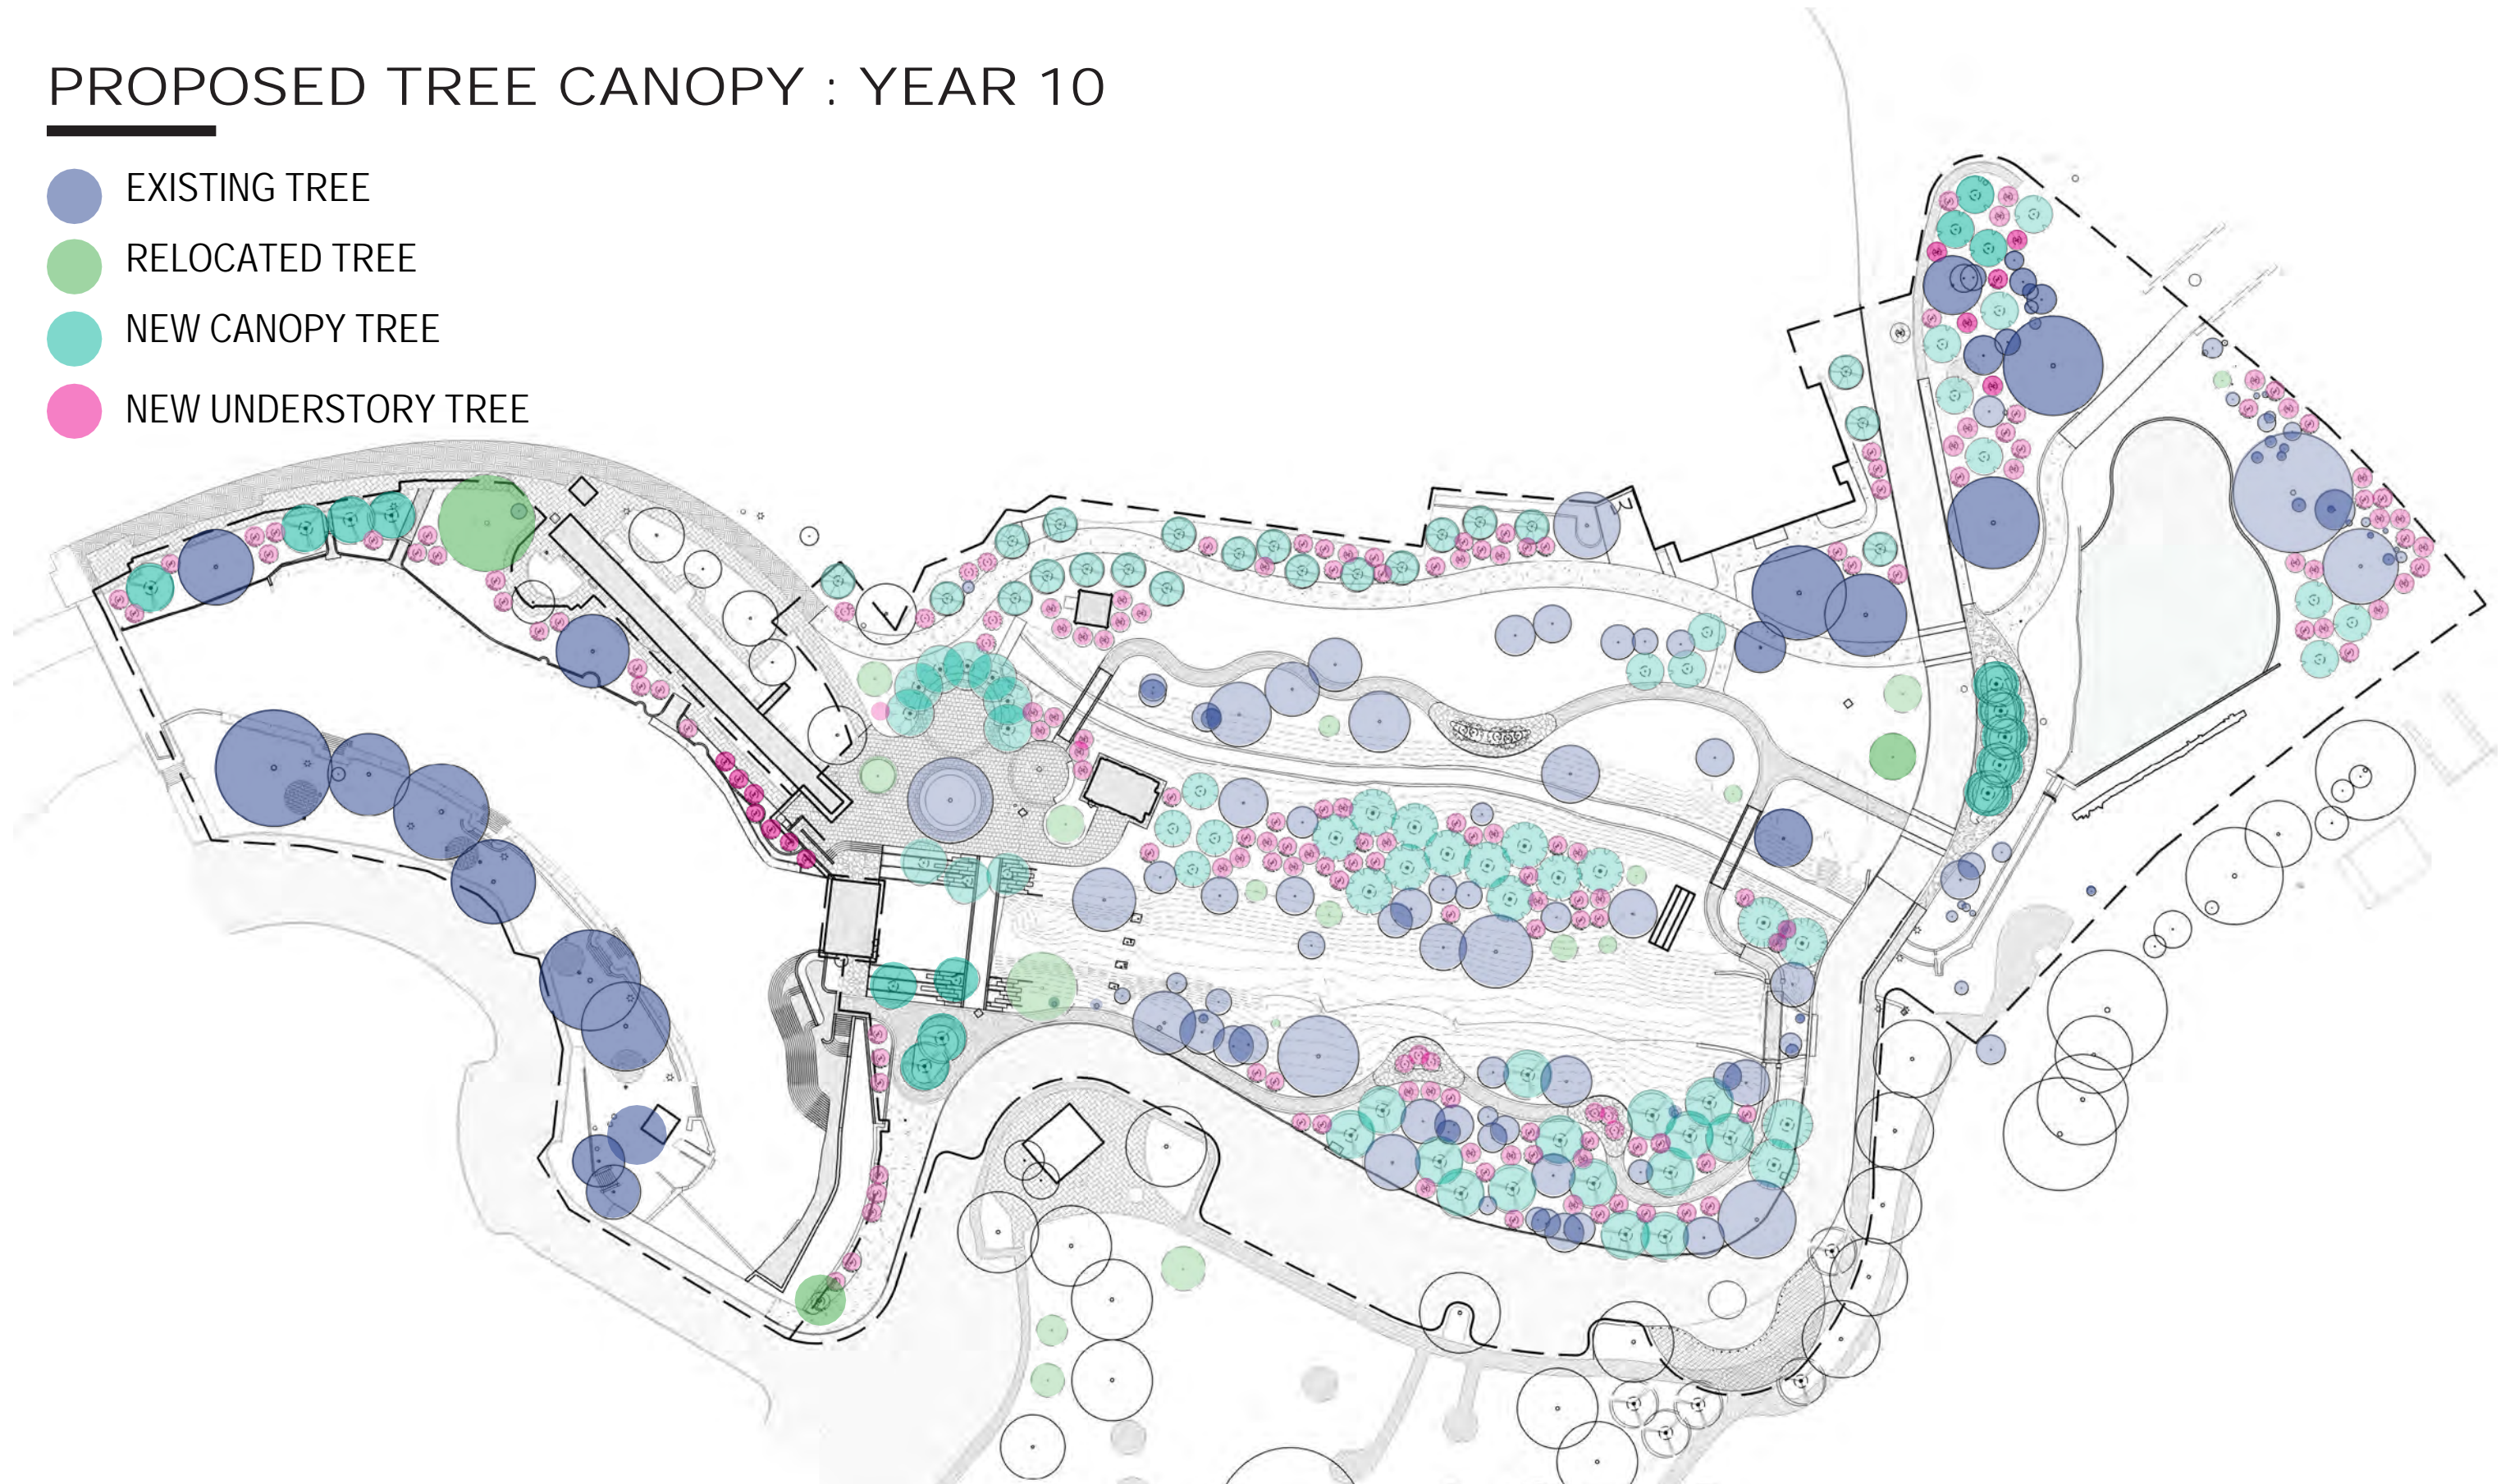 PROPOSED TREE CANOPY : YEAR 10
EXISTING TREE
RELOCATED TREE
NEW CANOPY TREE
NEW UNDERSTORY TREE